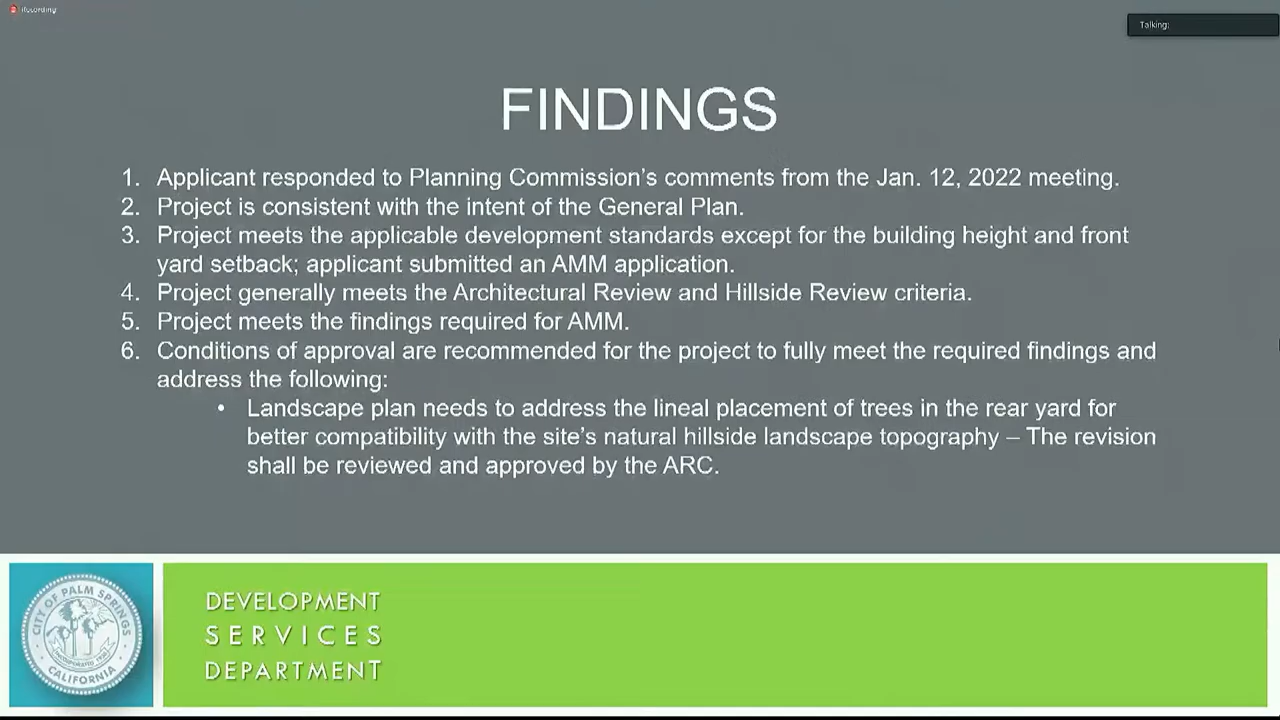 Recording
Talking:
FINDINGS
1. Applicant responded to Planning Commission's comments from the Jan. 12, 2022 meeting.
2. Project is consistent with the intent of the General Plan.
3. Project meets the applicable development standards except for the building height and front
yard setback; applicant submitted an AMM application.
4. Project generally meets the Architectural Review and Hillside Review criteria.
5. Project meets the findings required for AMM.
6. Conditions of approval are recommended for the project to fully meet the required findings and
address the following:
• Landscape plan needs to address the lineal placement of trees in the rear yard for
better compatibility with the site's natural hillside landscape topography – The revision
shall be reviewed and approved by the ARC.
CITY OF PALM SPRINGS
CALIFORNIA
DEVELOPMENT
SERVICES
DEPARTMENT